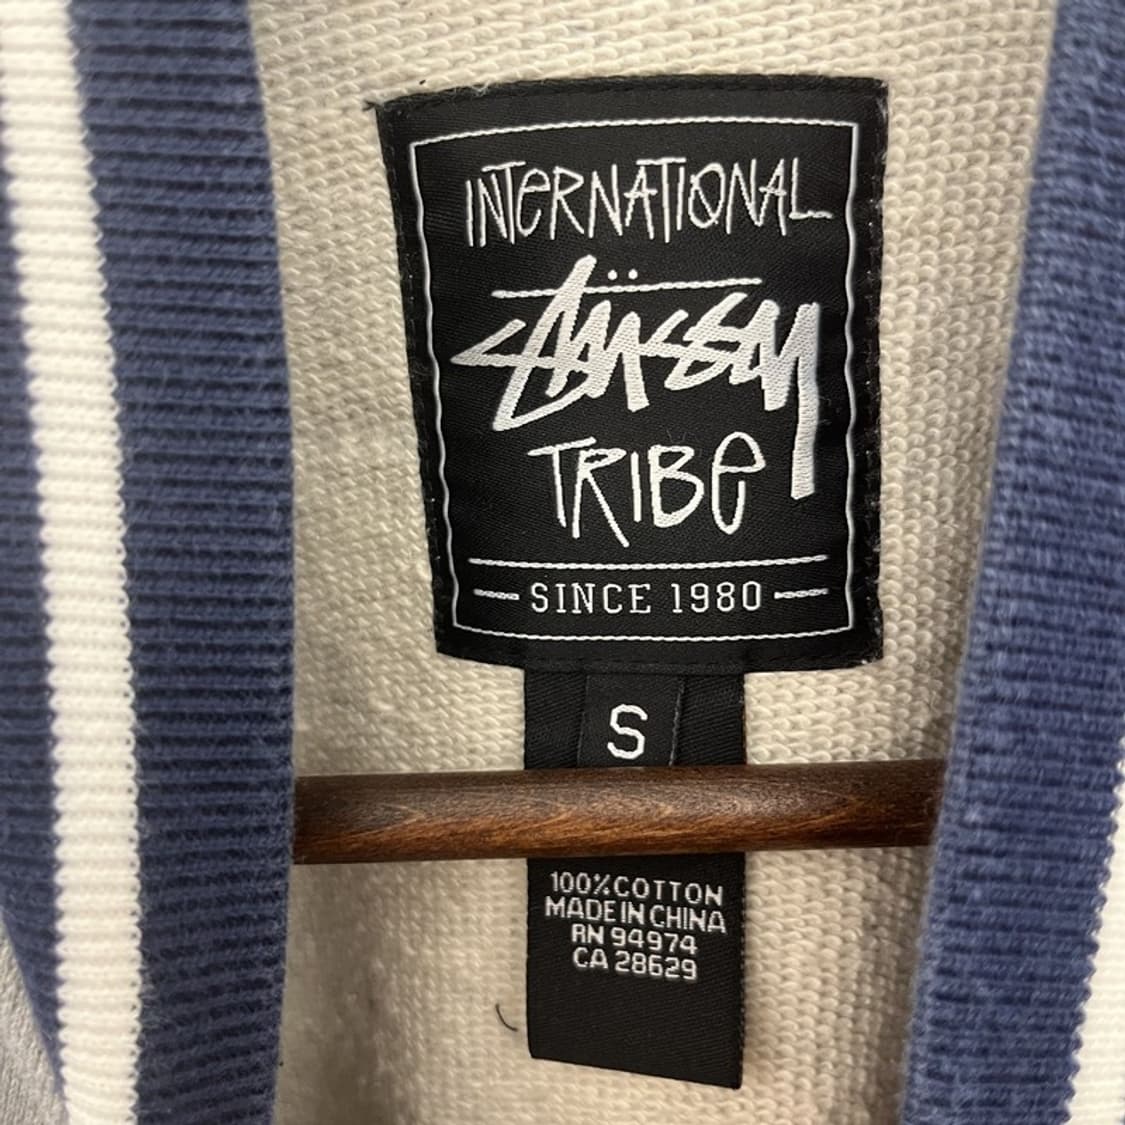 INTERNATIONAL
Stüssy
TRIBE
SINCE 1980
S
100%COTTON
MADE IN CHINA
RN 94974
CA 28629